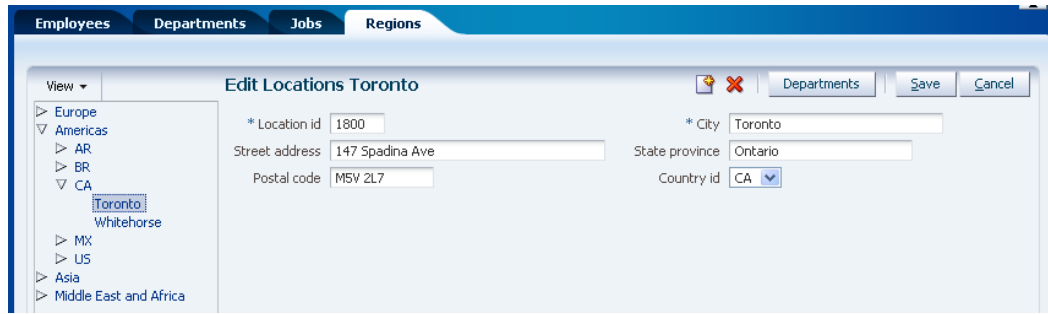 Employees Departments Jobs Regions
View Edit Locations Toronto Departments Save Cancel
Europe
Americas
AR
BR
CA
Toronto
Whitehorse
MX
US
Asia
Middle East and Africa
* Location id 1800 * City Toronto
Street address 147 Spadina Ave State province Ontario
Postal code M5V 2L7 Country id CA